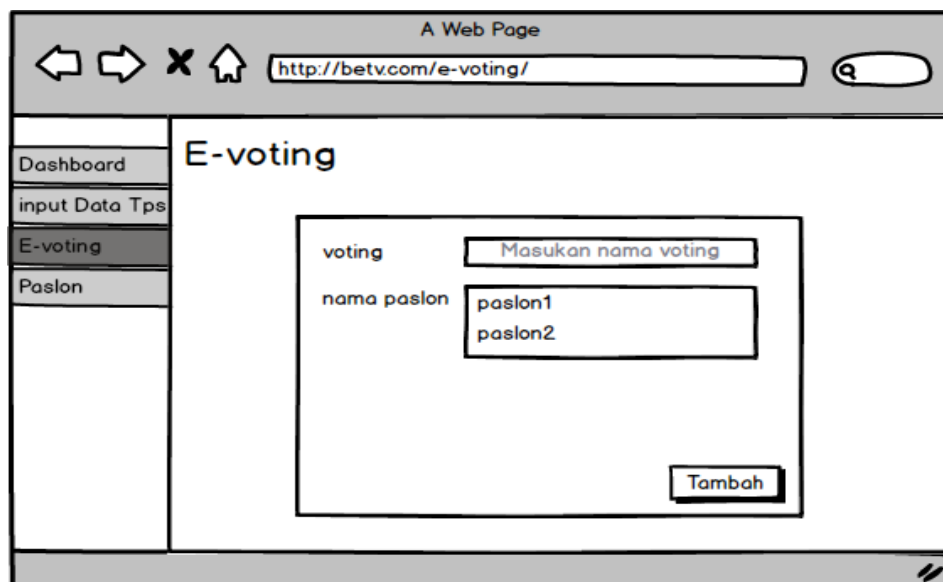 A Web Page
http://betv.com/e-voting/
Dashboard
input Data Tps
E-voting
Paslon
E-voting
voting
Masukan nama voting
nama paslon
paslon1
paslon2
Tambah